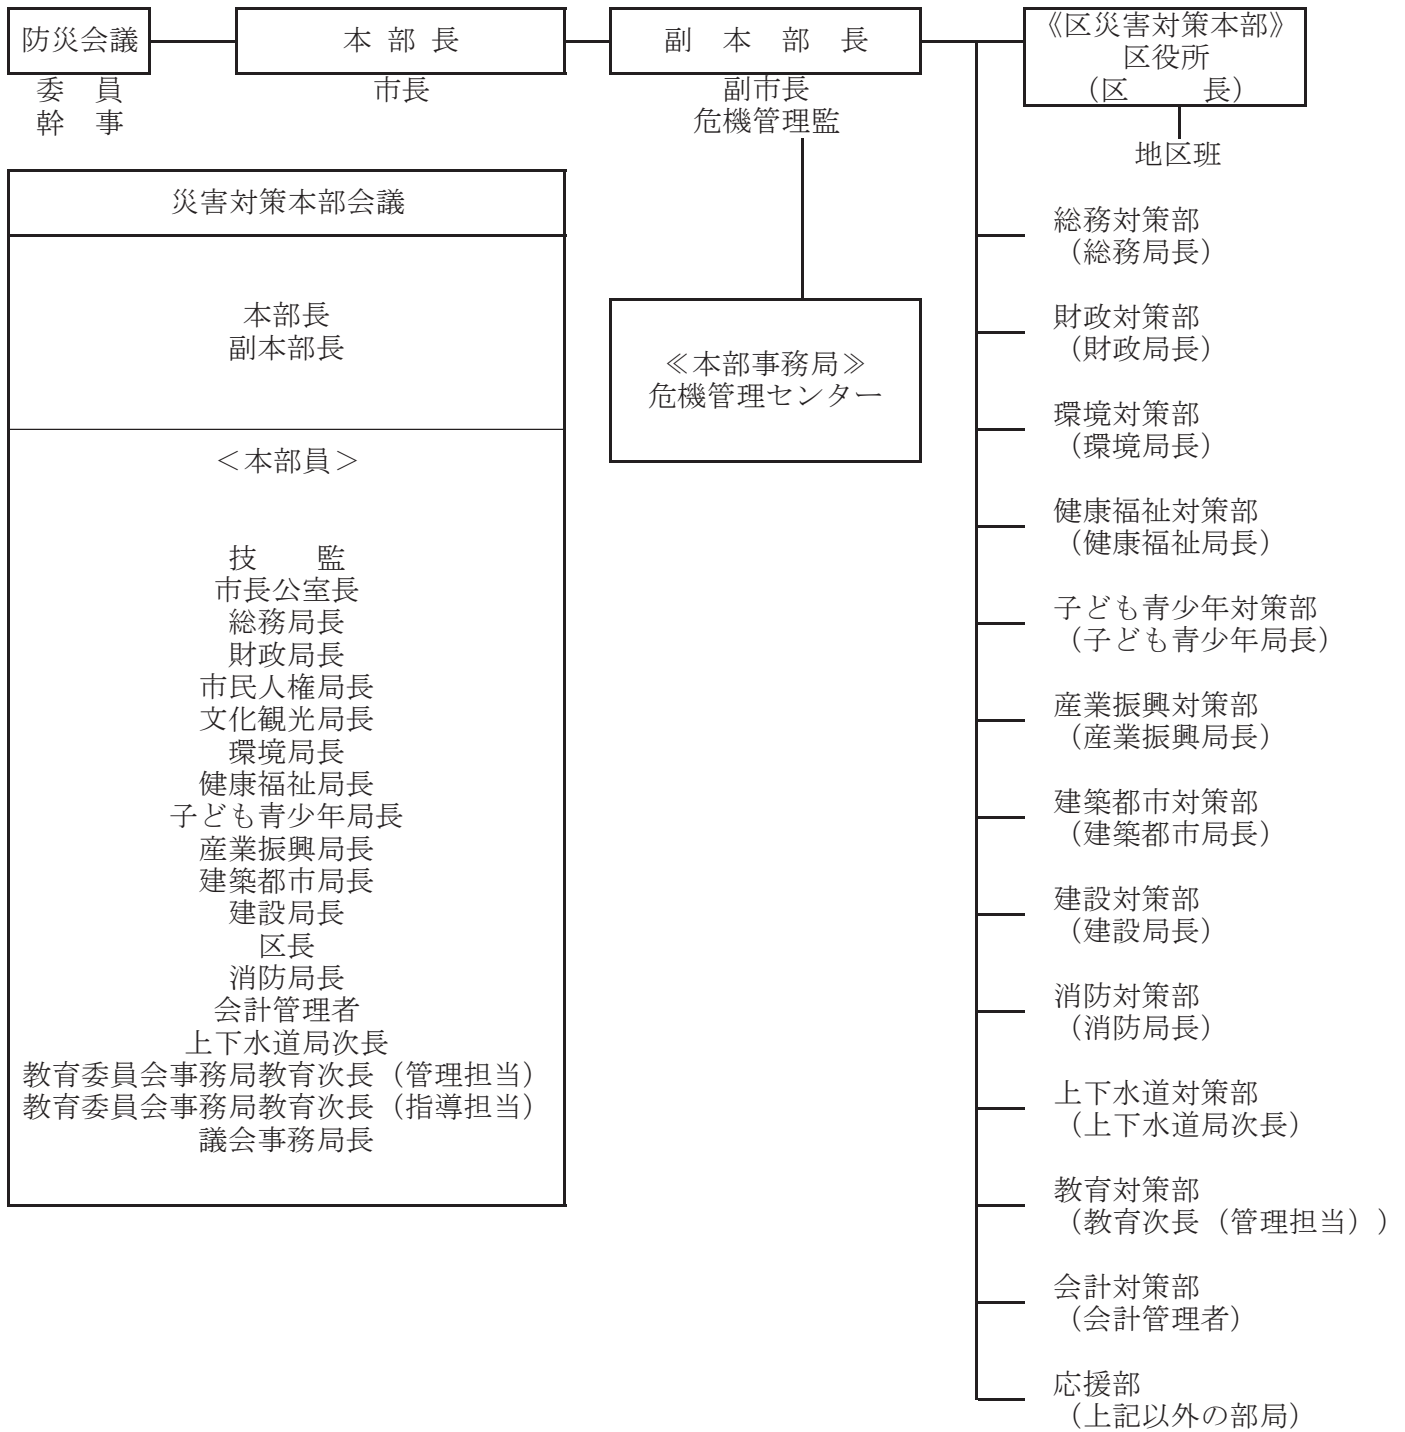 防災会議
委　員
幹　事
本 部 長
市長
副　本　部　長
副市長
危機管理監
《区災害対策本部》
区役所
（区　　長）
地区班
災害対策本部会議
本部長
副本部長
＜本部員＞
技　　監
市長公室長
総務局長
財政局長
市民人権局長
文化観光局長
環境局長
健康福祉局長
子ども青少年局長
産業振興局長
建築都市局長
建設局長
区長
消防局長
会計管理者
上下水道局次長
教育委員会事務局教育次長（管理担当）
教育委員会事務局教育次長（指導担当）
議会事務局長
≪本部事務局≫
危機管理センター
総務対策部
（総務局長）
財政対策部
（財政局長）
環境対策部
（環境局長）
健康福祉対策部
（健康福祉局長）
子ども青少年対策部
（子ども青少年局長）
産業振興対策部
（産業振興局長）
建築都市対策部
（建築都市局長）
建設対策部
（建設局長）
消防対策部
（消防局長）
上下水道対策部
（上下水道局次長）
教育対策部
（教育次長（管理担当））
会計対策部
（会計管理者）
応援部
（上記以外の部局）